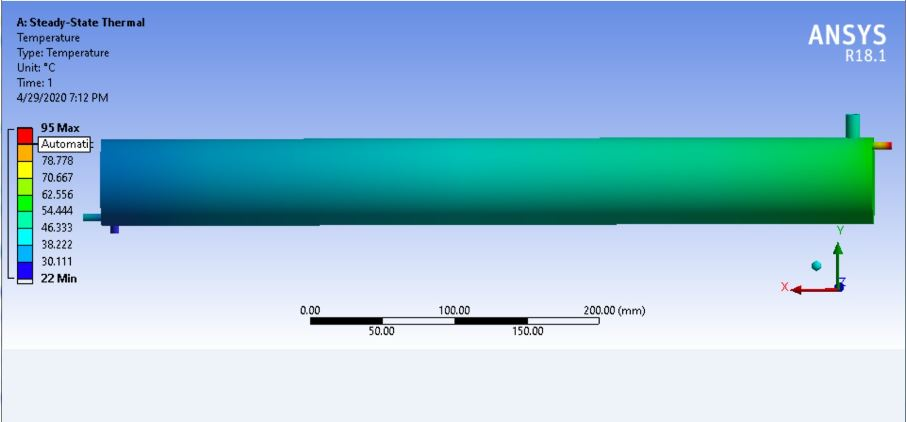 A: Steady-State Thermal
Temperature
Type: Temperature
Unit: °C
Time: 1
4/29/2020 7:12 PM
ANSYS
R18.1
95 Max
Automatic
78.778
70.667
62.556
54.444
46.333
38.222
30.111
22 Min
Y
X
Z
0.00 100.00 200.00 (mm)
50.00 150.00